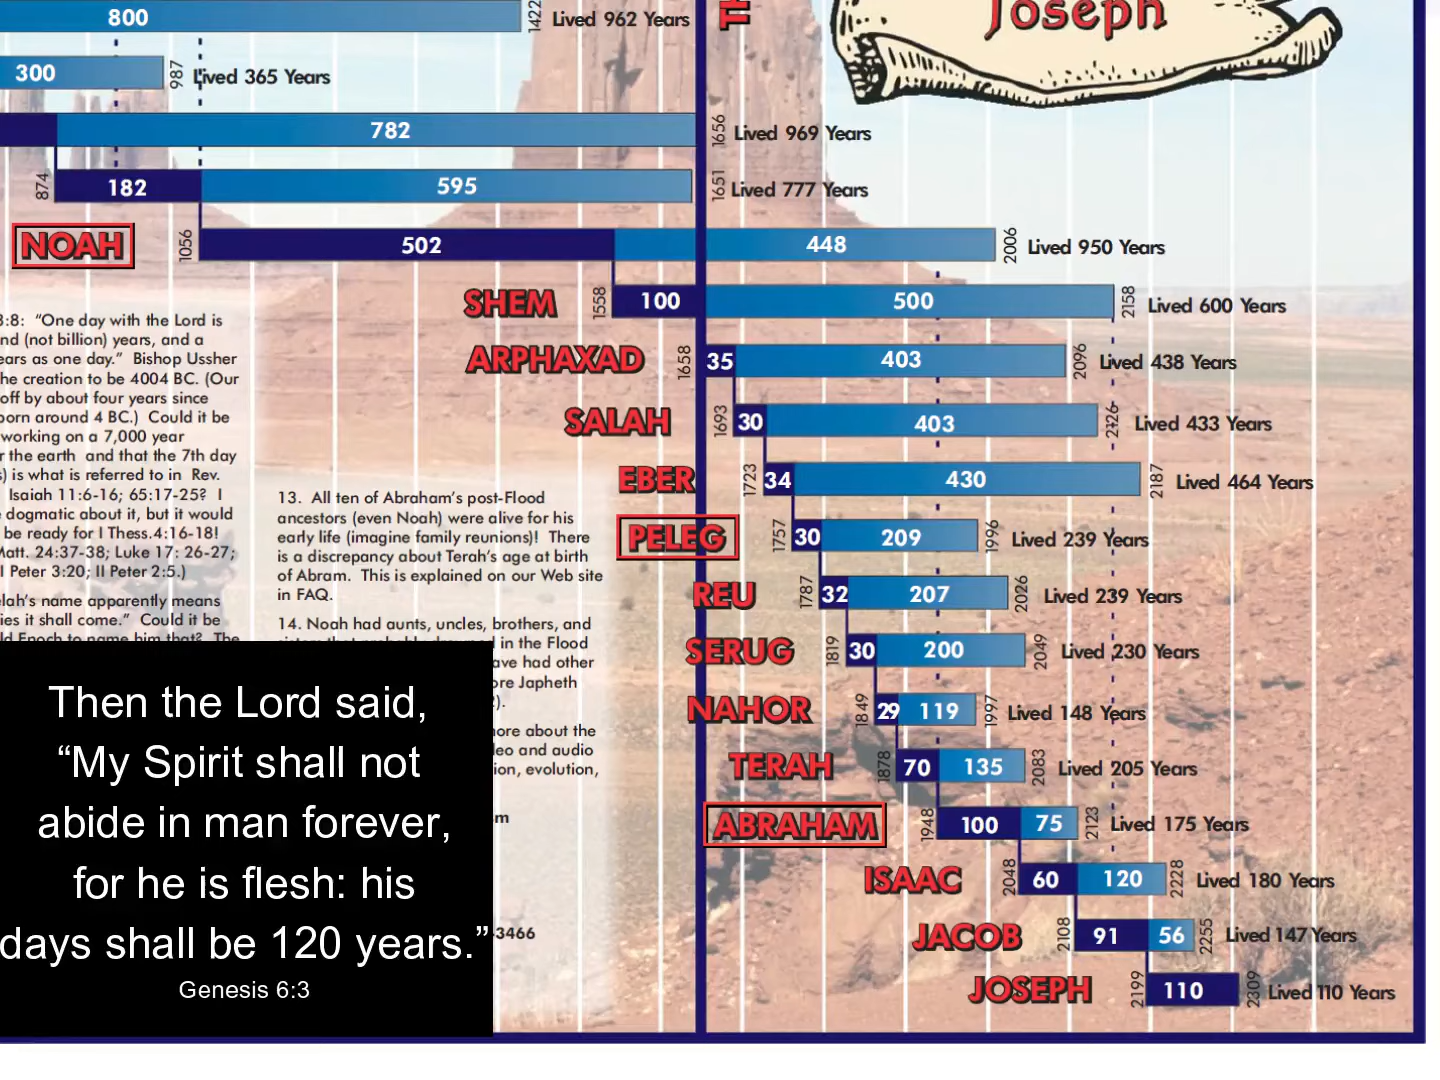 TH
Joseph
800
1422
Lived 962 Years
300
987
Lived 365 Years
782
1656
Lived 969 Years
874
182
595
1651
Lived 777 Years
NOAH
1056
502
448
2006
Lived 950 Years
SHEM
1558
100
500
2158
Lived 600 Years
ARPHAXAD
1658
35
403
2096
Lived 438 Years
SALAH
1693
30
403
2126
Lived 433 Years
EBER
1723
34
430
2187
Lived 464 Years
PELEG
1757
30
209
1996
Lived 239 Years
REU
1787
32
207
2026
Lived 239 Years
SERUG
1819
30
200
2049
Lived 230 Years
NAHOR
1849
29
119
1997
Lived 148 Years
TERAH
1878
70
135
2083
Lived 205 Years
ABRAHAM
1948
100
75
2123
Lived 175 Years
ISAAC
2048
60
120
2228
Lived 180 Years
JACOB
2108
91
56
2255
Lived 147 Years
JOSEPH
2199
110
2309
Lived 110 Years
3:8: “One day with the Lord is
nd (not billion) years, and a
ears as one day.” Bishop Ussher
he creation to be 4004 BC. (Our
off by about four years since
born around 4 BC.) Could it be
working on a 7,000 year
r the earth and that the 7th day
s) is what is referred to in Rev.
Isaiah 11:6-16; 65:17-25? I
e dogmatic about it, but it would
be ready for I Thess.4:16-18!
Matt. 24:37-38; Luke 17: 26-27;
I Peter 3:20; II Peter 2:5.)
elah’s name apparently means
ies it shall come.” Could it be
ld Enoch to name him that? The
13. All ten of Abraham’s post-Flood
ancestors (even Noah) were alive for his
early life (imagine family reunions)! There
is a discrepancy about Terah’s age at birth
of Abram. This is explained on our Web site
in FAQ.
14. Noah had aunts, uncles, brothers, and
in the Flood
ave had other
ore Japheth
).
more about the
deo and audio
ion, evolution,
m
-3466
Then the Lord said,
“My Spirit shall not
abide in man forever,
for he is flesh: his
days shall be 120 years.”
Genesis 6:3